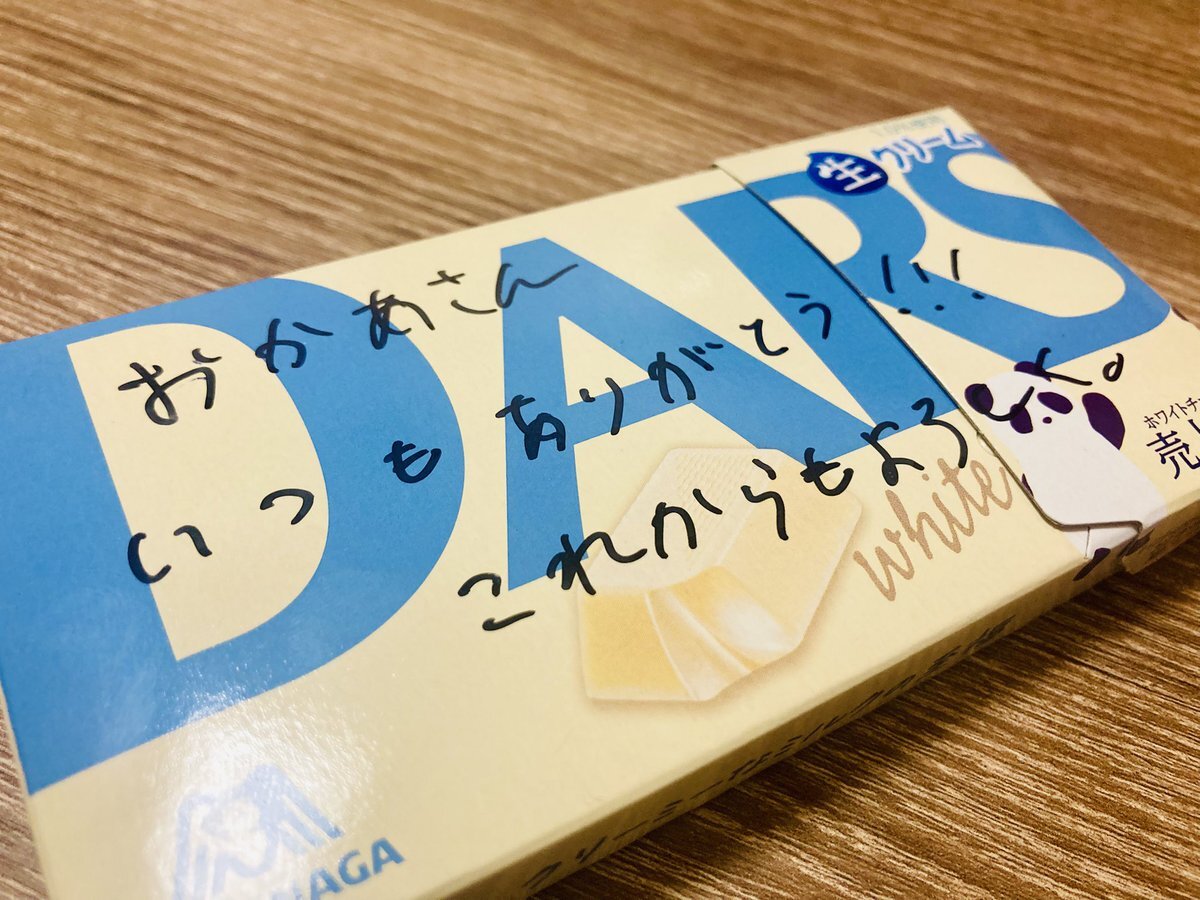 DARS
生クリーム
おかあさん
いつもありがとう!!!
これからもよろしくね。
white
ホワイトチ
売